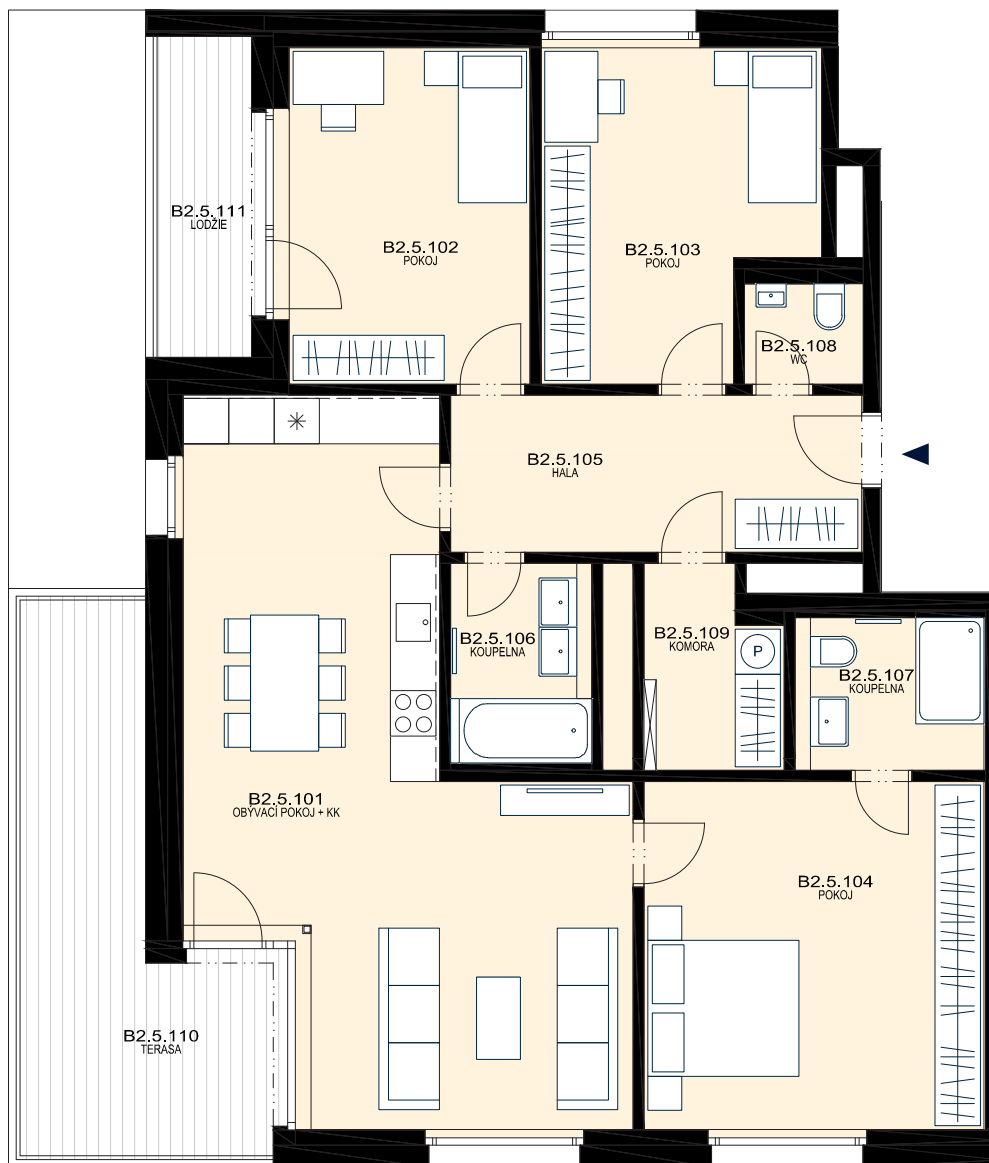 B2.5.111
LODŽIE
B2.5.102
POKOJ
B2.5.103
POKOJ
B2.5.108
WC
B2.5.105
HALA
B2.5.106
KOUPELNA
B2.5.109
KOMORA
P
B2.5.107
KOUPELNA
B2.5.101
OBÝVACÍ POKOJ + KK
B2.5.104
POKOJ
B2.5.110
TERASA